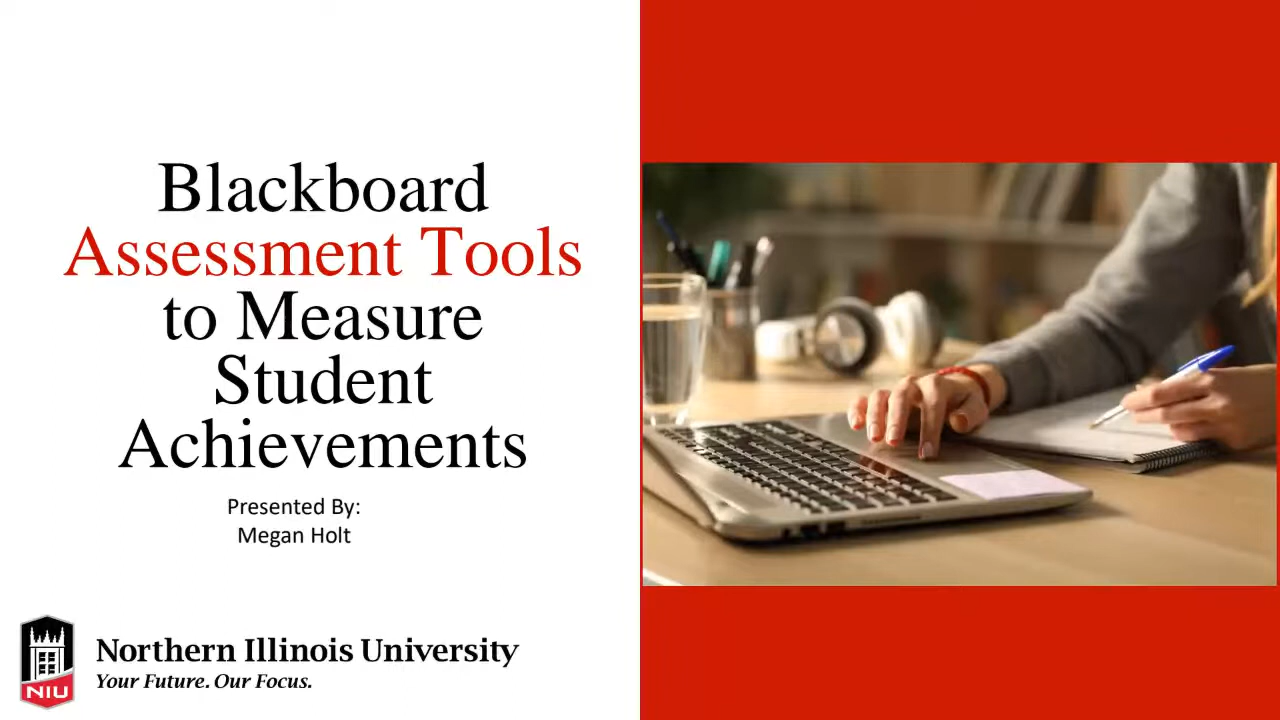 Blackboard
Assessment Tools
to Measure
Student
Achievements
Presented By:
Megan Holt
NIU
Northern Illinois University
Your Future. Our Focus.